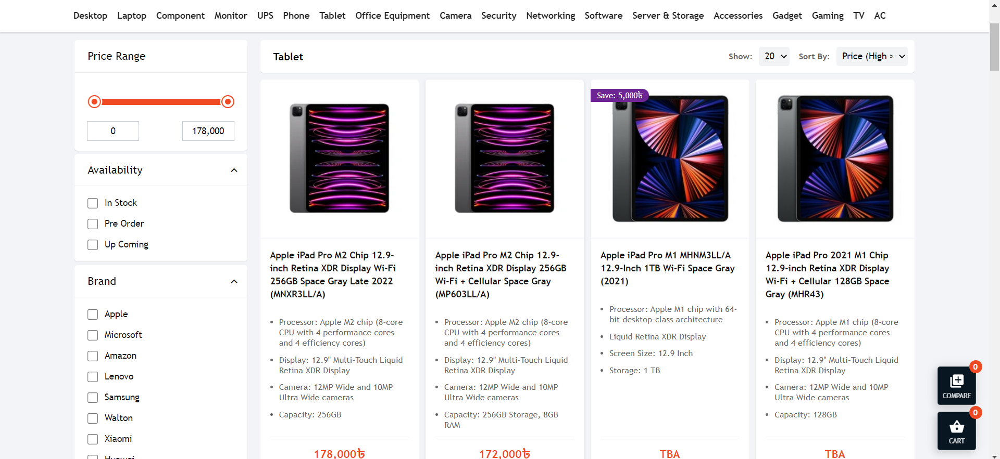 Desktop Laptop Component Monitor UPS Phone Tablet Office Equipment Camera Security Networking Software Server & Storage Accessories Gadget Gaming TV AC
Price Range
0 178,000
Availability
In Stock
Pre Order
Up Coming
Brand
Apple
Microsoft
Amazon
Lenovo
Samsung
Walton
Xiaomi
Huawei
Tablet
Show: 20 Sort By: Price (High >
Apple iPad Pro M2 Chip 12.9-
inch Retina XDR Display Wi-Fi
256GB Space Gray Late 2022
(MNXR3LL/A)
Processor: Apple M2 chip (8-core
CPU with 4 performance cores
and 4 efficiency cores)
Display: 12.9" Multi-Touch Liquid
Retina XDR Display
Camera: 12MP Wide and 10MP
Ultra Wide cameras
Capacity: 256GB
178,000৳
Apple iPad Pro M2 Chip 12.9-
inch Retina XDR Display 256GB
Wi-Fi + Cellular Space Gray
(MP603LL/A)
Processor: Apple M2 chip (8-core
CPU with 4 performance cores
and 4 efficiency cores)
Display: 12.9" Multi-Touch Liquid
Retina XDR Display
Camera: 12MP Wide and 10MP
Ultra Wide cameras
Capacity: 256GB Storage, 8GB
RAM
172,000৳
Save: 5,000৳
Apple iPad Pro M1 MHNM3LL/A
12.9-Inch 1TB Wi-Fi Space Gray
(2021)
Processor: Apple M1 chip with 64-
bit desktop-class architecture
Liquid Retina XDR Display
Screen Size: 12.9 Inch
Storage: 1 TB
TBA
Apple iPad Pro 2021 M1 Chip
12.9-inch Retina XDR Display
Wi-Fi + Cellular 128GB Space
Gray (MHR43)
Processor: Apple M1 chip (8-core
CPU with 4 performance cores
and 4 efficiency cores)
Display: 12.9" Multi-Touch Liquid
Retina XDR Display
Camera: 12MP Wide and 10MP
Ultra Wide cameras
Capacity: 128GB
TBA
0
COMPARE
0
CART